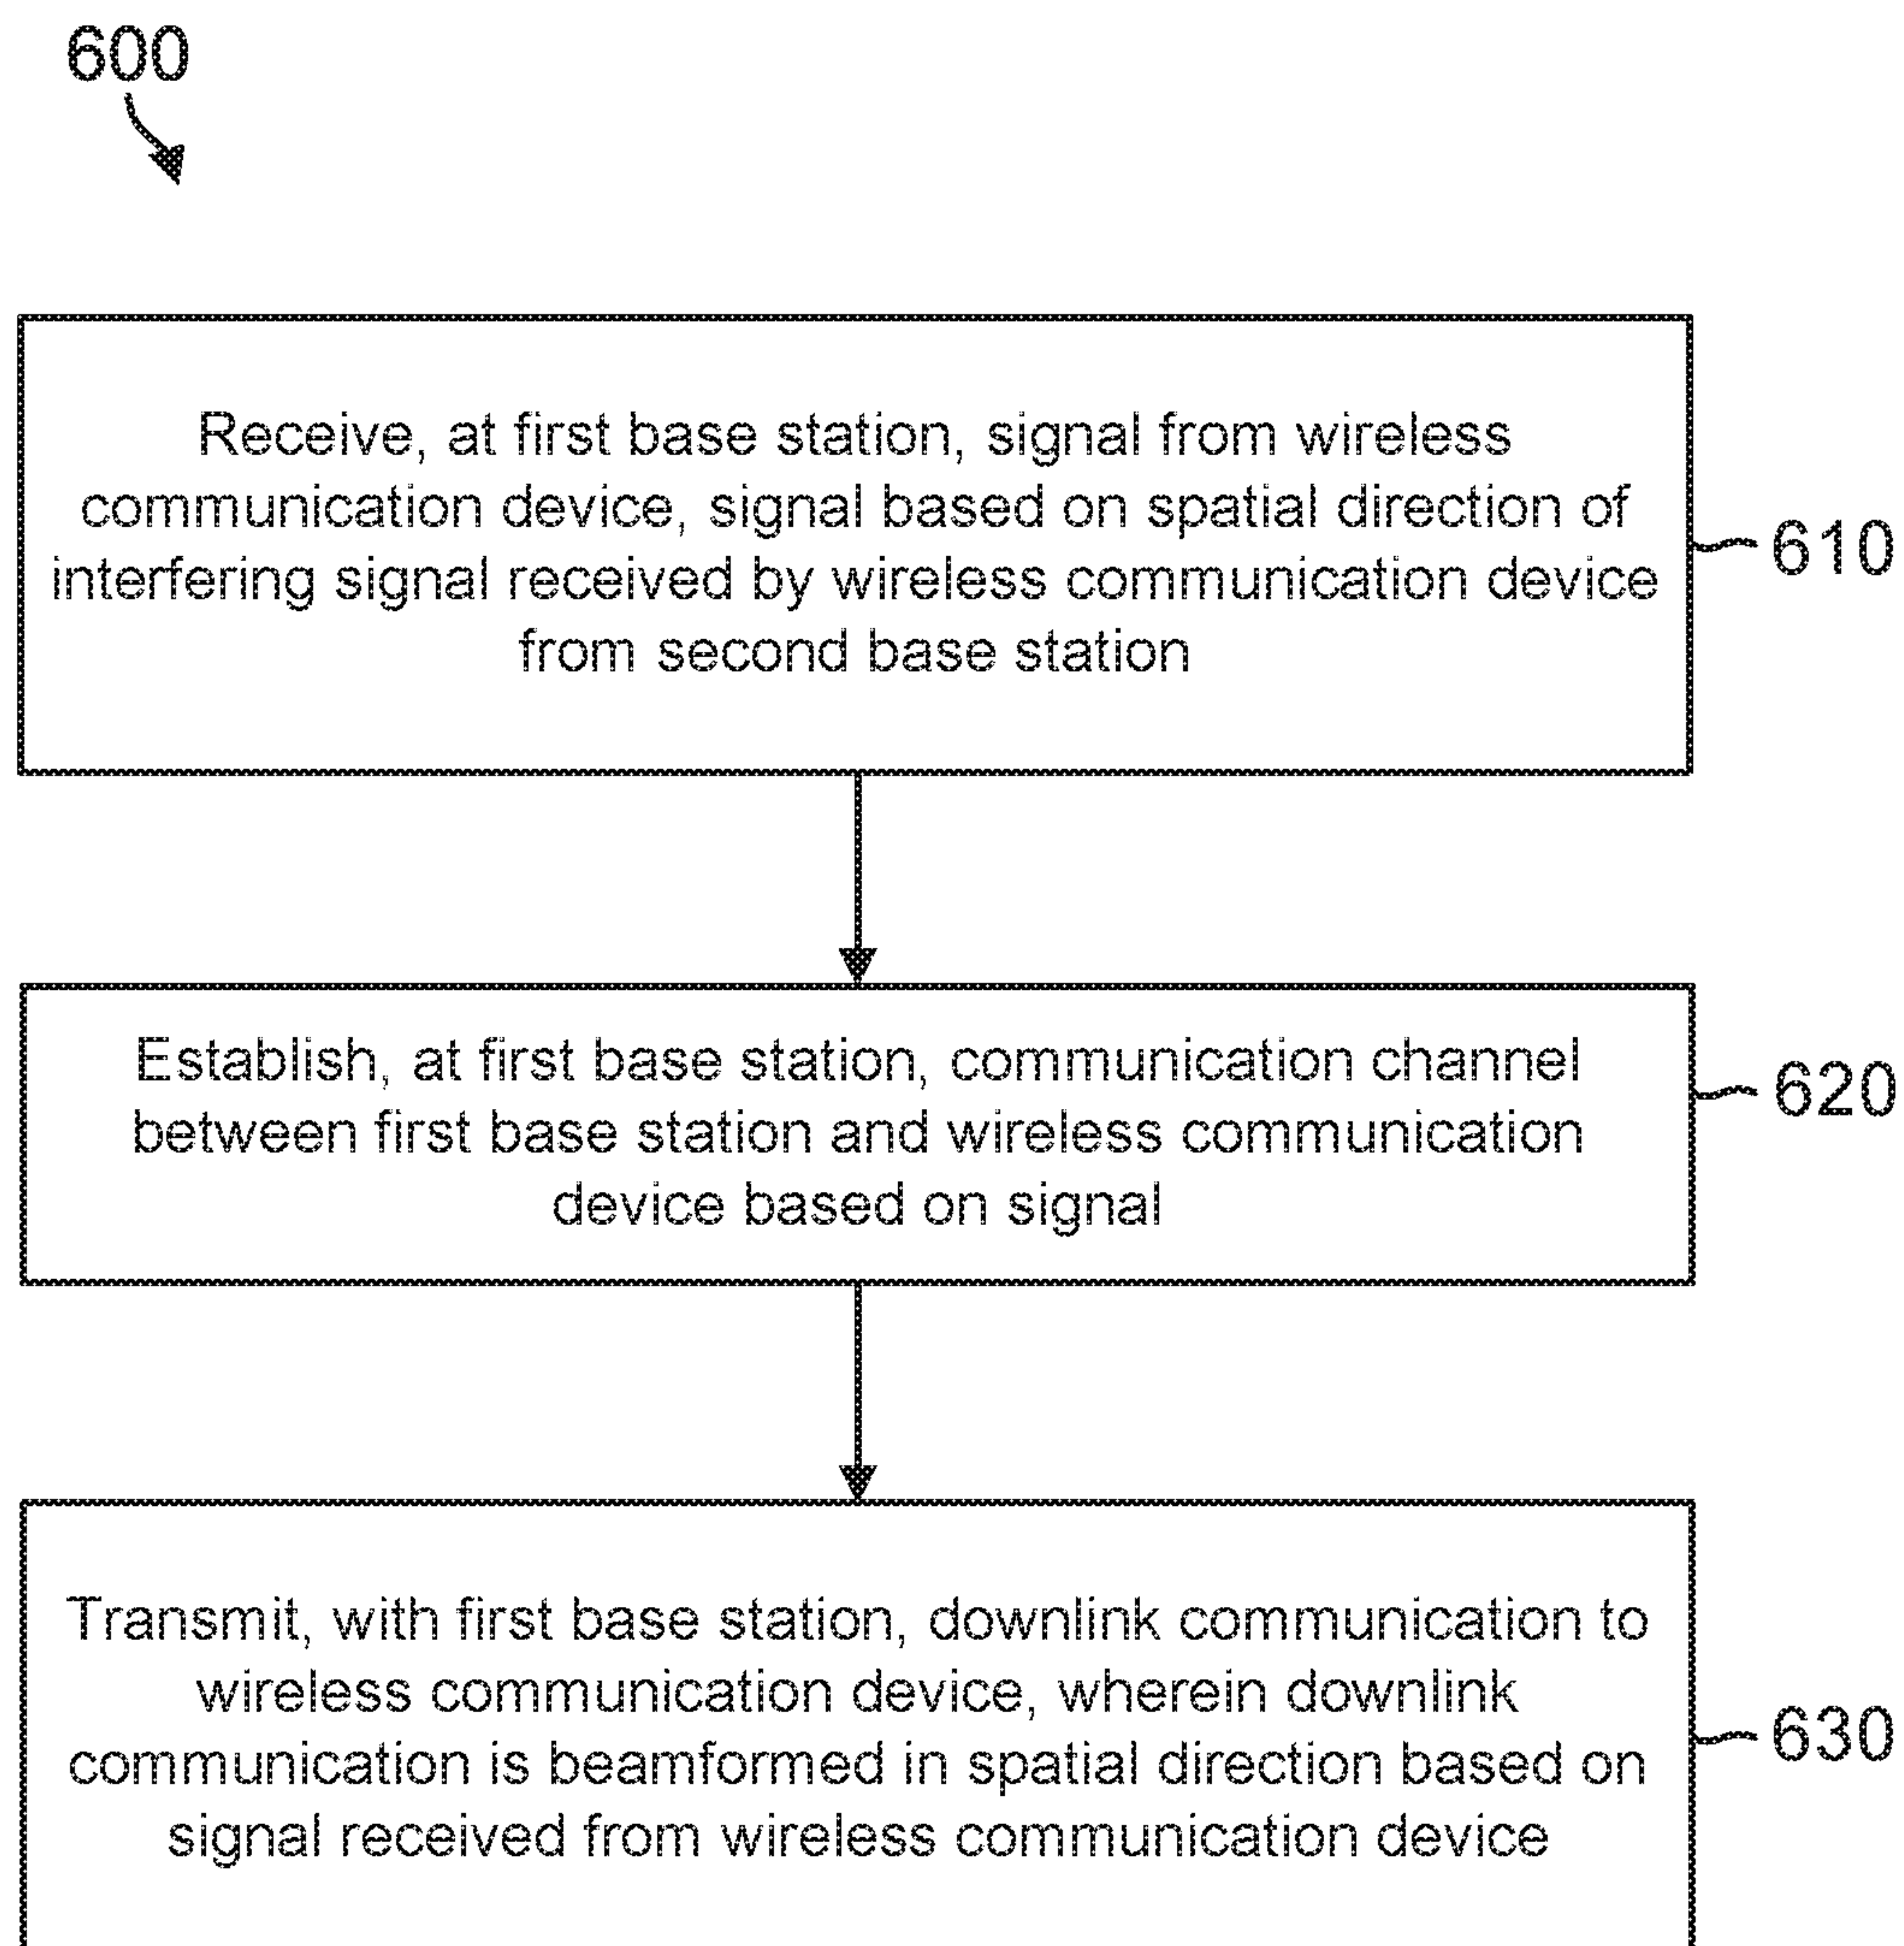 600
Receive, at first base station, signal from wireless
communication device, signal based on spatial direction of
interfering signal received by wireless communication device
from second base station
610
Establish, at first base station, communication channel
between first base station and wireless communication
device based on signal
620
Transmit, with first base station, downlink communication to
wireless communication device, wherein downlink
communication is beamformed in spatial direction based on
signal received from wireless communication device
630